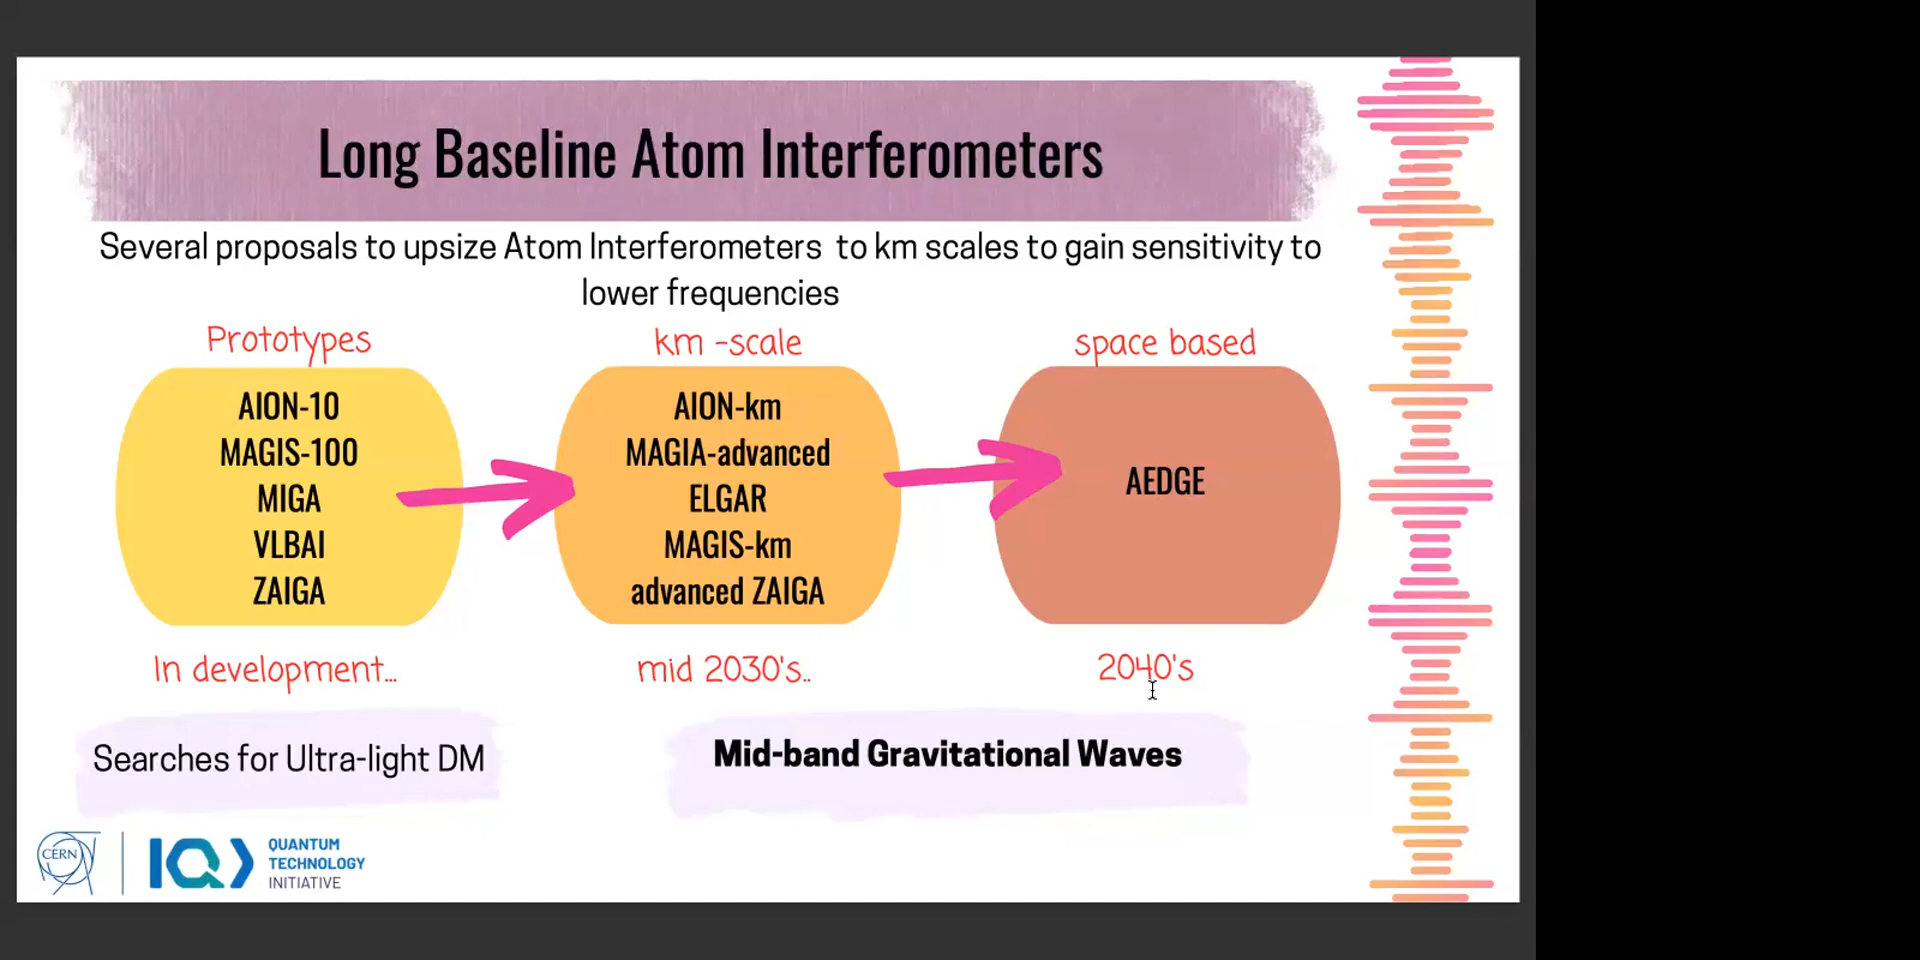 Long Baseline Atom Interferometers
Several proposals to upsize Atom Interferometers to km scales to gain sensitivity to
lower frequencies
Prototypes
AION-10
MAGIS-100
MIGA
VLBAI
ZAIGA
In development...
km -scale
AION-km
MAGIA-advanced
ELGAR
MAGIS-km
advanced ZAIGA
mid 2030's..
space based
AEDGE
2040's
Searches for Ultra-light DM
Mid-band Gravitational Waves
CERN
QUANTUM
TECHNOLOGY
INITIATIVE